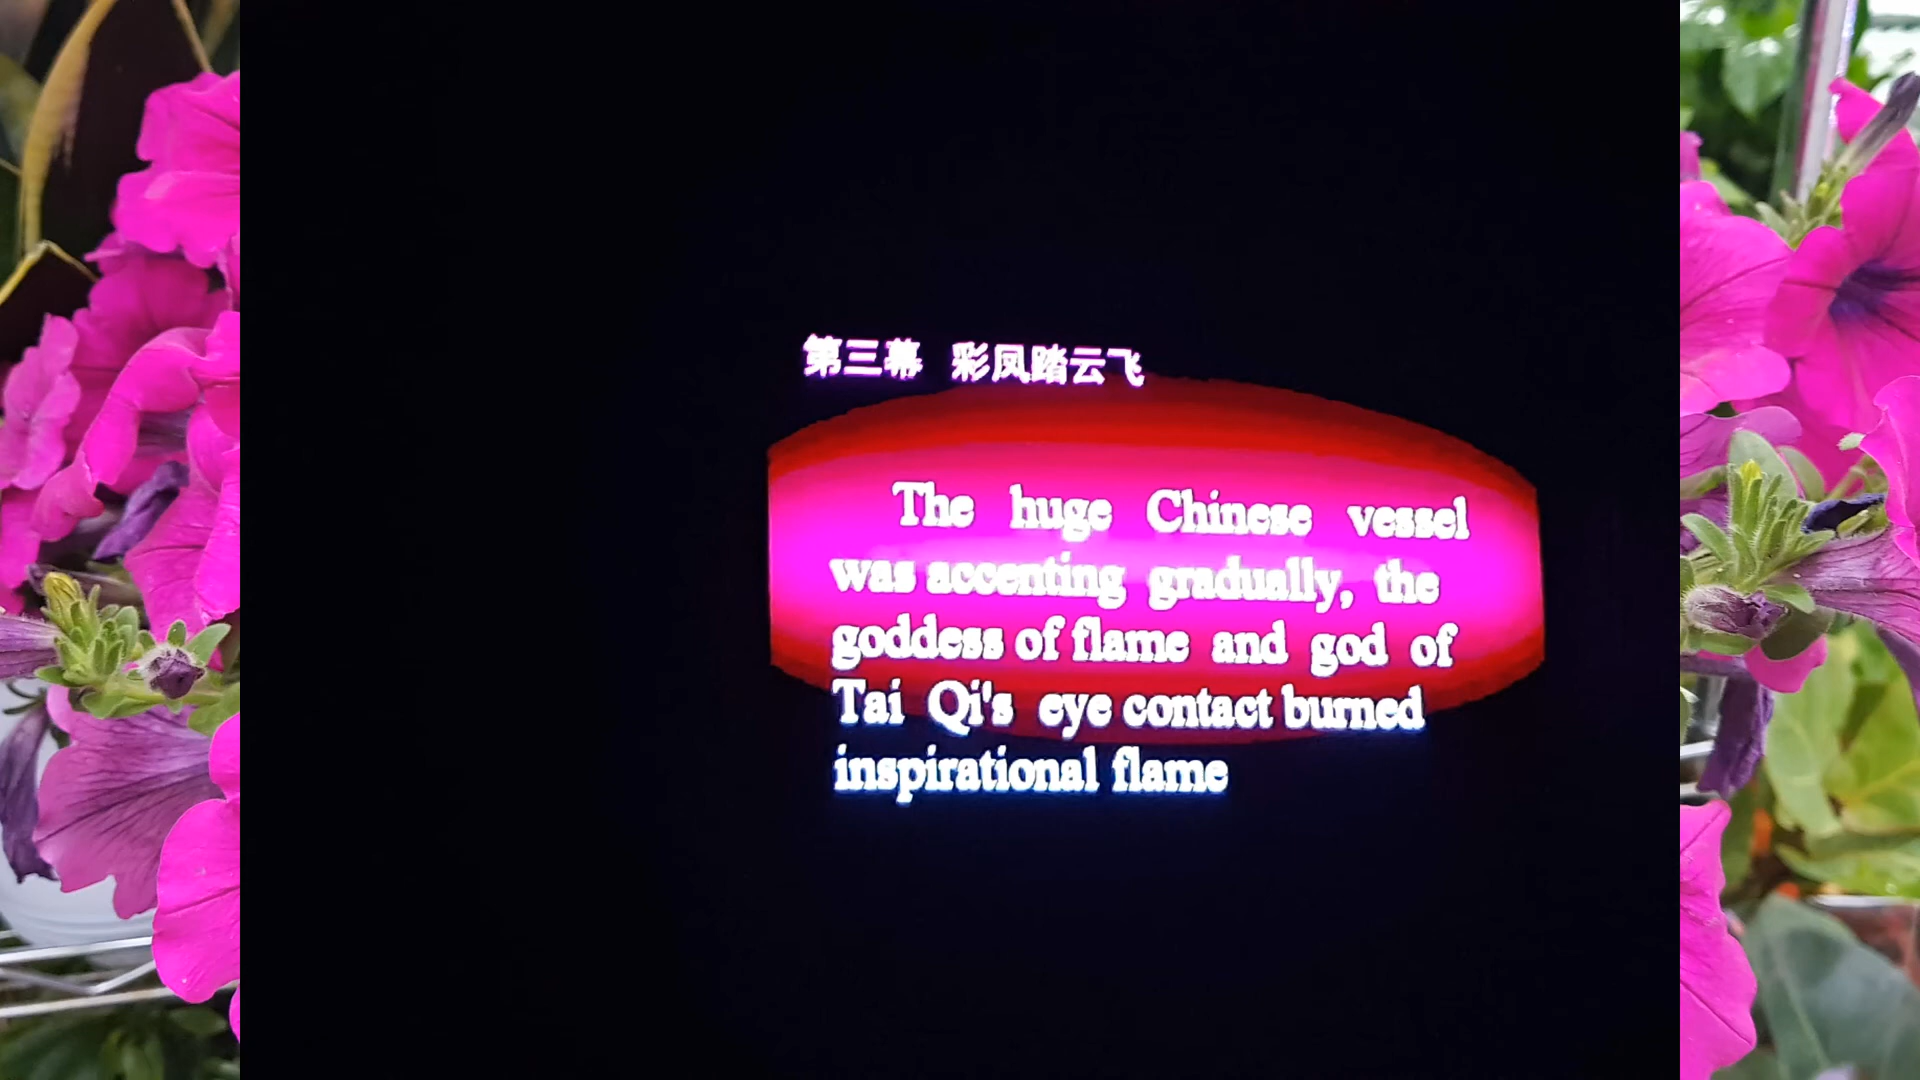 第三幕 彩凤踏云飞
The huge Chinese vessel
was accenting gradually, the
goddess of flame and god of
Tai Qi's eye contact burned
inspirational flame